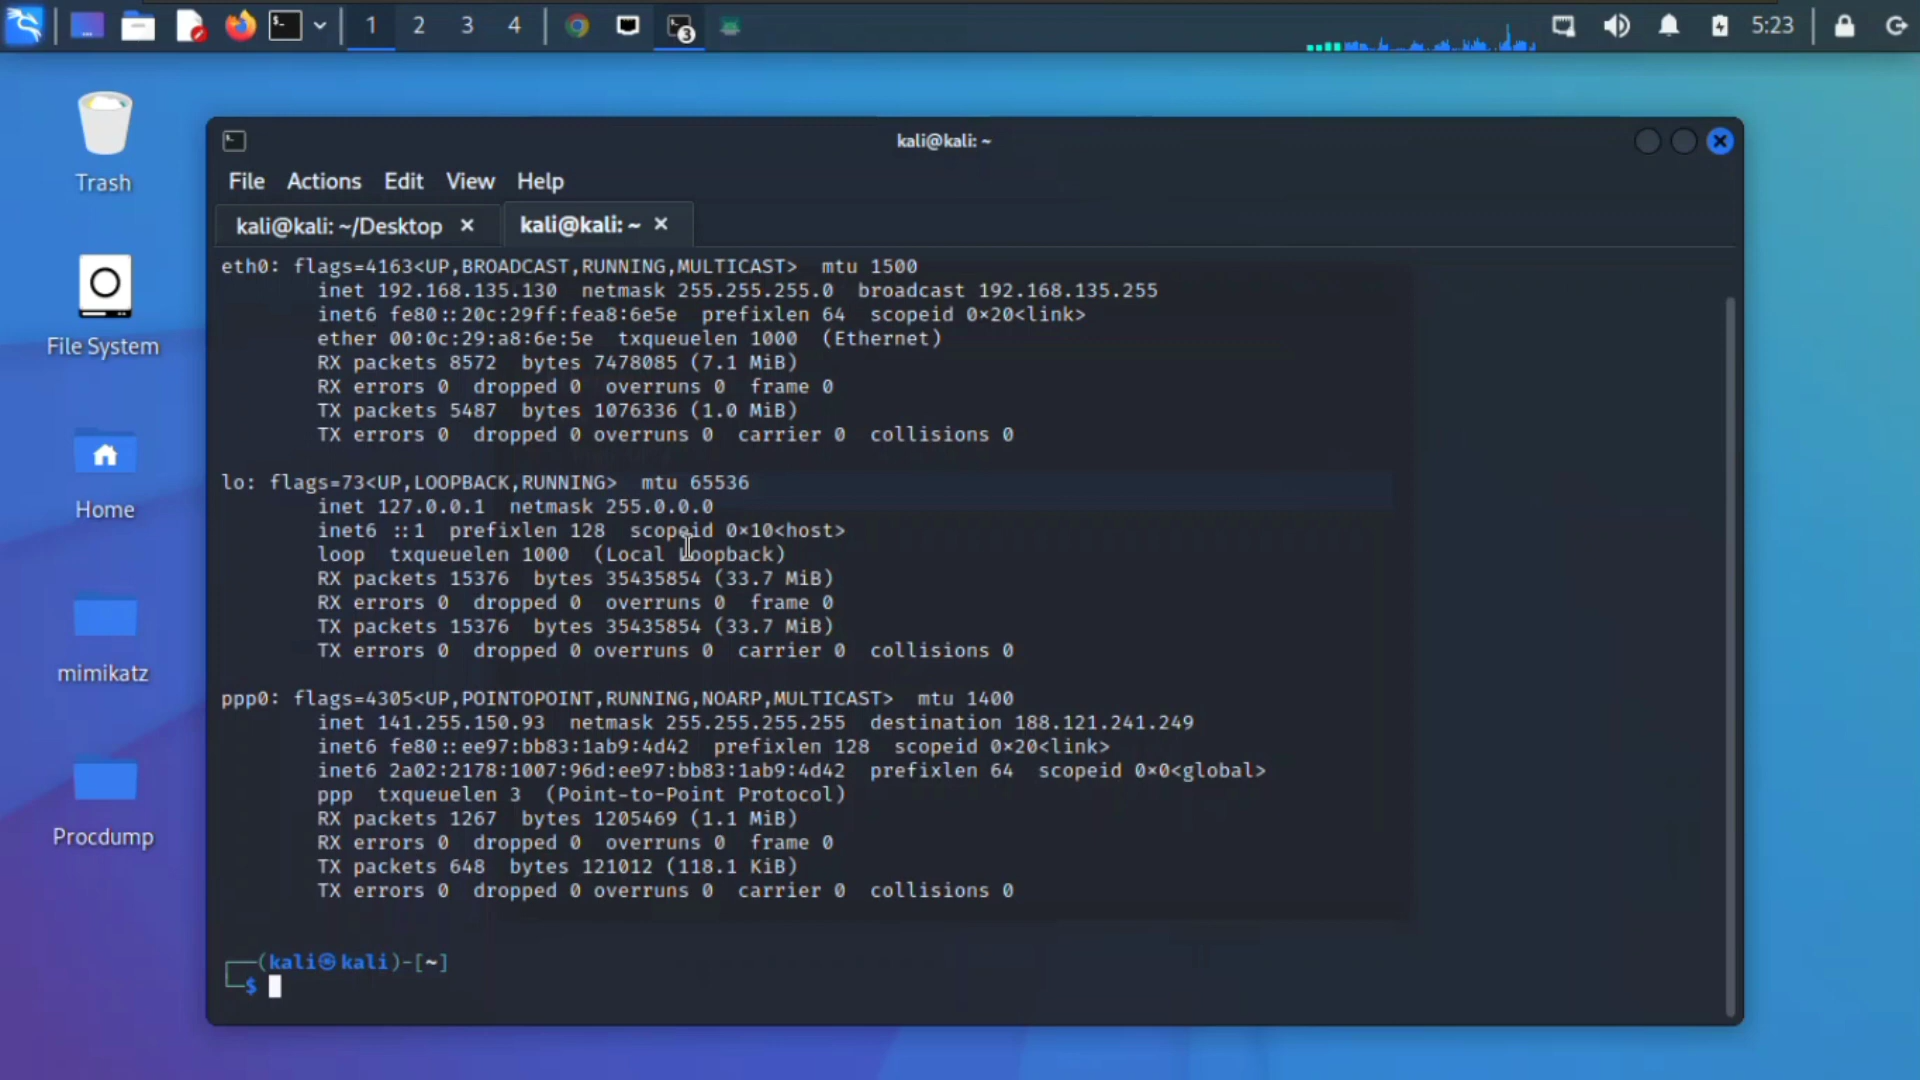 1 2 3 4 3 5:23
Trash
File System
Home
mimikatz
Procdump
kali@kali: ~
File Actions Edit View Help
kali@kali: ~/Desktop × kali@kali: ~ ×
eth0: flags=4163<UP,BROADCAST,RUNNING,MULTICAST> mtu 1500
inet 192.168.135.130 netmask 255.255.255.0 broadcast 192.168.135.255
inet6 fe80::20c:29ff:fea8:6e5e prefixlen 64 scopeid 0×20<link>
ether 00:0c:29:a8:6e:5e txqueuelen 1000 (Ethernet)
RX packets 8572 bytes 7478085 (7.1 MiB)
RX errors 0 dropped 0 overruns 0 frame 0
TX packets 5487 bytes 1076336 (1.0 MiB)
TX errors 0 dropped 0 overruns 0 carrier 0 collisions 0
lo: flags=73<UP,LOOPBACK,RUNNING> mtu 65536
inet 127.0.0.1 netmask 255.0.0.0
inet6 ::1 prefixlen 128 scopeid 0×10<host>
loop txqueuelen 1000 (Local Loopback)
RX packets 15376 bytes 35435854 (33.7 MiB)
RX errors 0 dropped 0 overruns 0 frame 0
TX packets 15376 bytes 35435854 (33.7 MiB)
TX errors 0 dropped 0 overruns 0 carrier 0 collisions 0
ppp0: flags=4305<UP,POINTOPOINT,RUNNING,NOARP,MULTICAST> mtu 1400
inet 141.255.150.93 netmask 255.255.255.255 destination 188.121.241.249
inet6 fe80::ee97:bb83:1ab9:4d42 prefixlen 128 scopeid 0×20<link>
inet6 2a02:2178:1007:96d:ee97:bb83:1ab9:4d42 prefixlen 64 scopeid 0×0<global>
ppp txqueuelen 3 (Point-to-Point Protocol)
RX packets 1267 bytes 1205469 (1.1 MiB)
RX errors 0 dropped 0 overruns 0 frame 0
TX packets 648 bytes 121012 (118.1 KiB)
TX errors 0 dropped 0 overruns 0 carrier 0 collisions 0
┌──(kali㉿kali)-[~]
└─$